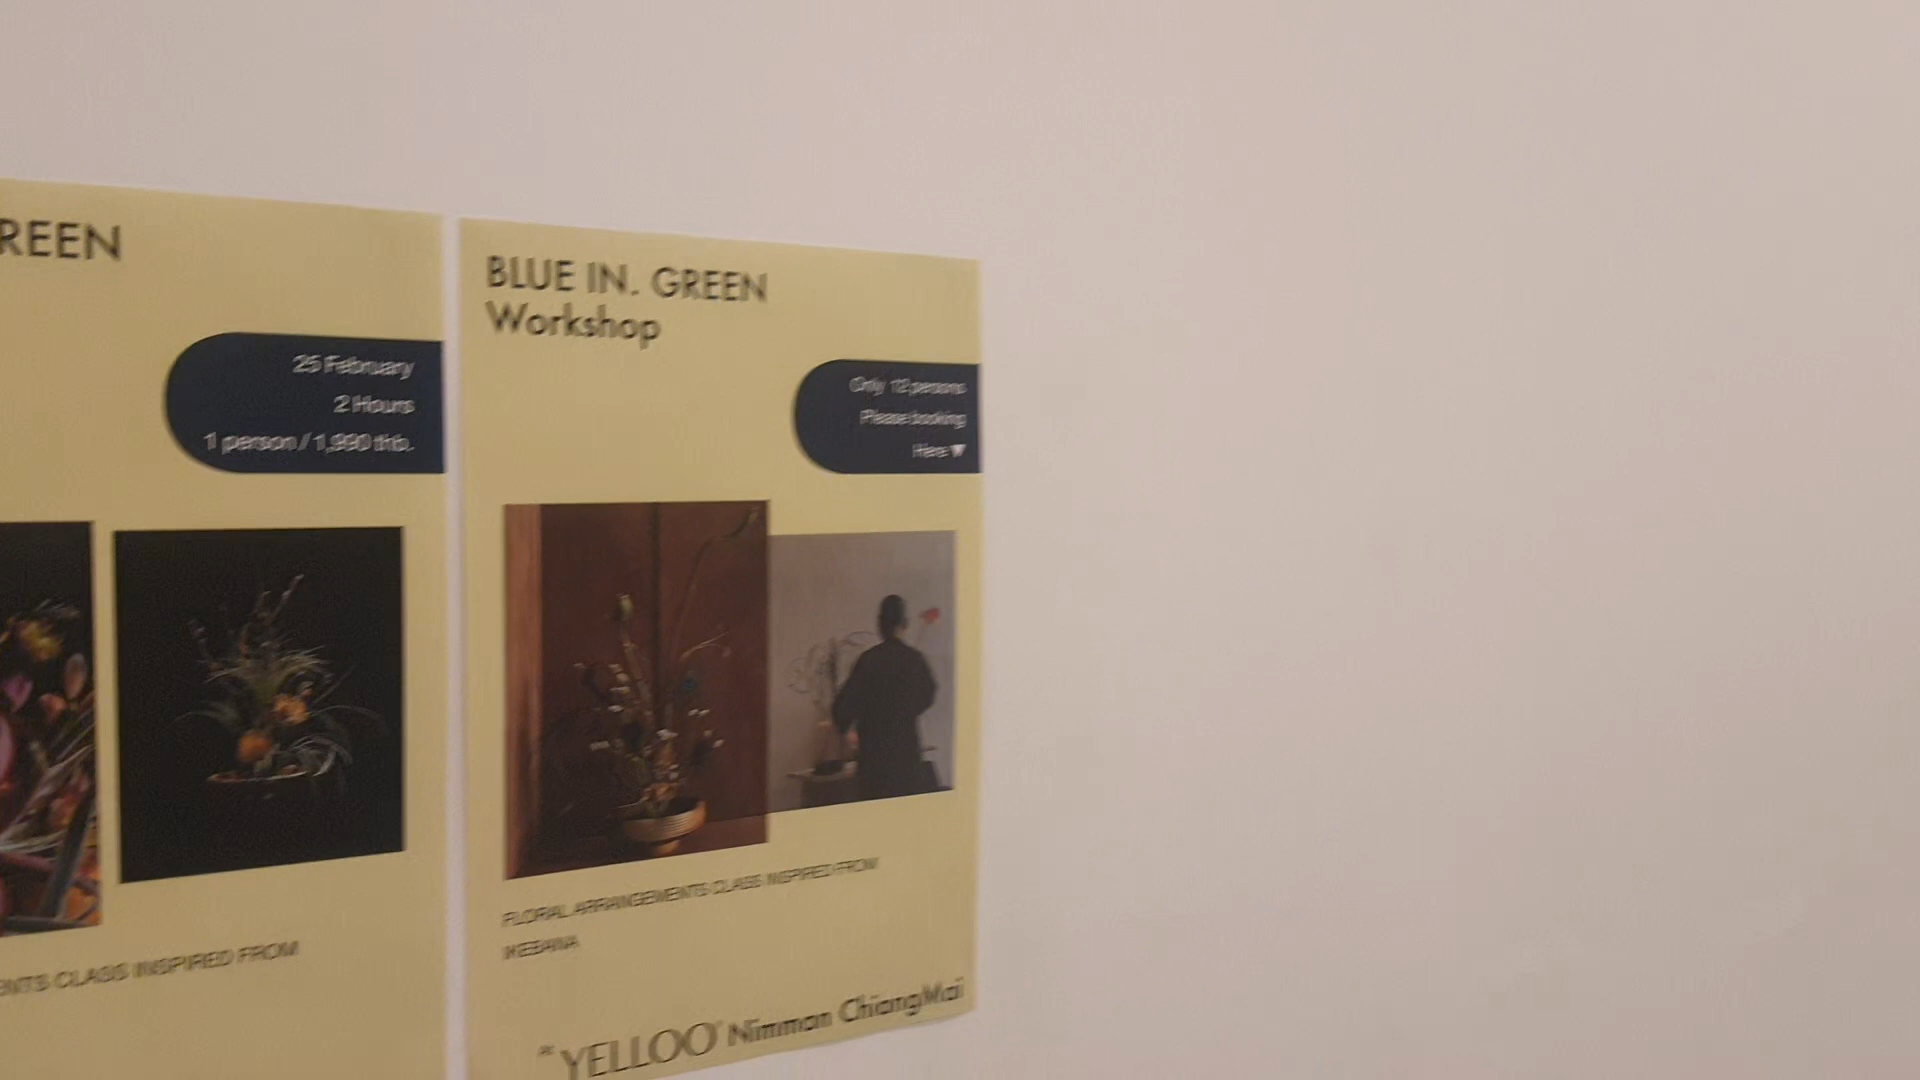 REEN
25 February
2 Hours
1 person / 1,990 thb.
ENTS CLASS INSPIRED FROM
BLUE IN. GREEN
Workshop
Only 12 persons
Please booking
Here ▼
FLORAL ARRANGEMENTS CLASS INSPIRED FROM
IKEBANA
At YELLOO Nimman ChiangMai